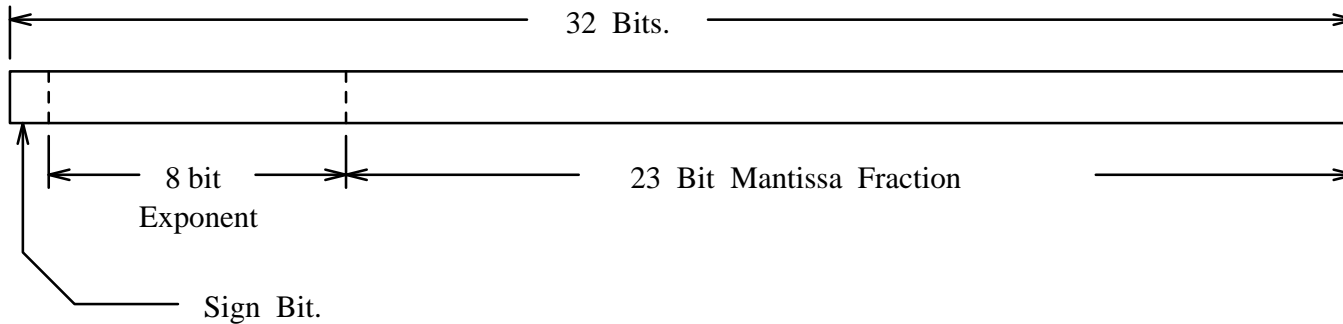 32 Bits.
8 bit
Exponent
23 Bit Mantissa Fraction
Sign Bit.